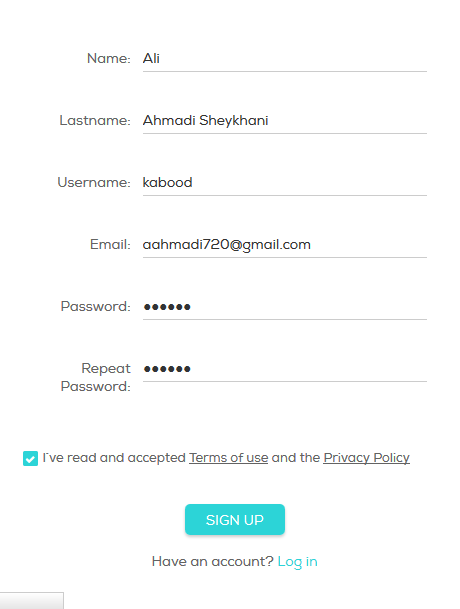 Name: Ali
Lastname: Ahmadi Sheykhani
Username: kabood
Email: aahmadi720@gmail.com
Password: ●●●●●●
Repeat
Password: ●●●●●●
I've read and accepted Terms of use and the Privacy Policy
SIGN UP
Have an account? Log in